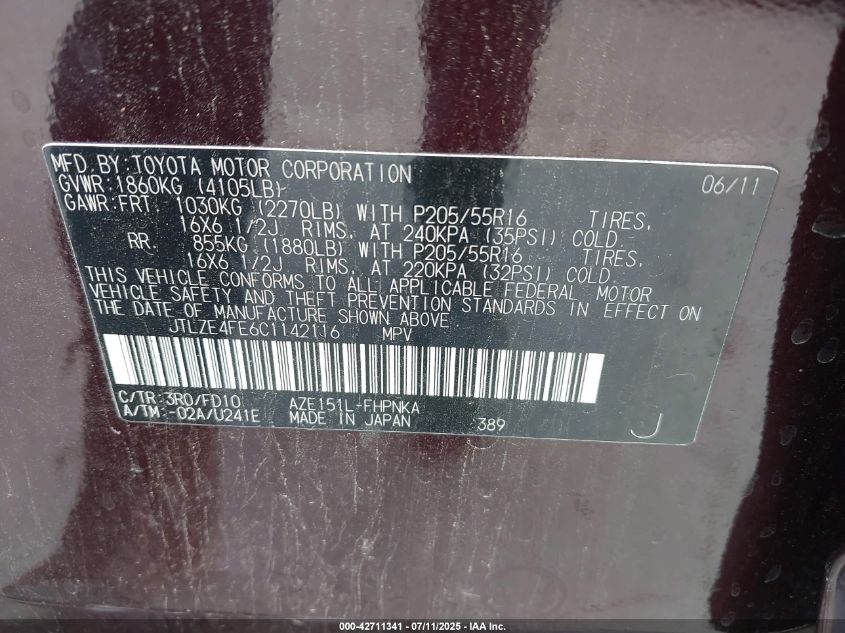 MFD.BY:TOYOTA MOTOR CORPORATION 06/11
GVWR:1860KG (4105LB)
GAWR:FRT 1030KG (2270LB) WITH P205/55R16 TIRES,
16X6 1/2J RIMS, AT 240KPA (35PSI) COLD.
RR 855KG (1880LB) WITH P205/55R16 TIRES,
16X6 1/2J RIMS, AT 220KPA (32PSI) COLD.
THIS VEHICLE CONFORMS TO ALL APPLICABLE FEDERAL MOTOR
VEHICLE SAFETY AND THEFT PREVENTION STANDARDS IN EFFECT ON
THE DATE OF MANUFACTURE SHOWN ABOVE
JTLZE4FE6C1142116 MPV
C/TR:3R0/FD10 AZE151L-FHPNKA
A/TM:-02A/U241E MADE IN JAPAN 389 J
000-42711341 - 07/11/2025 - IAA Inc.